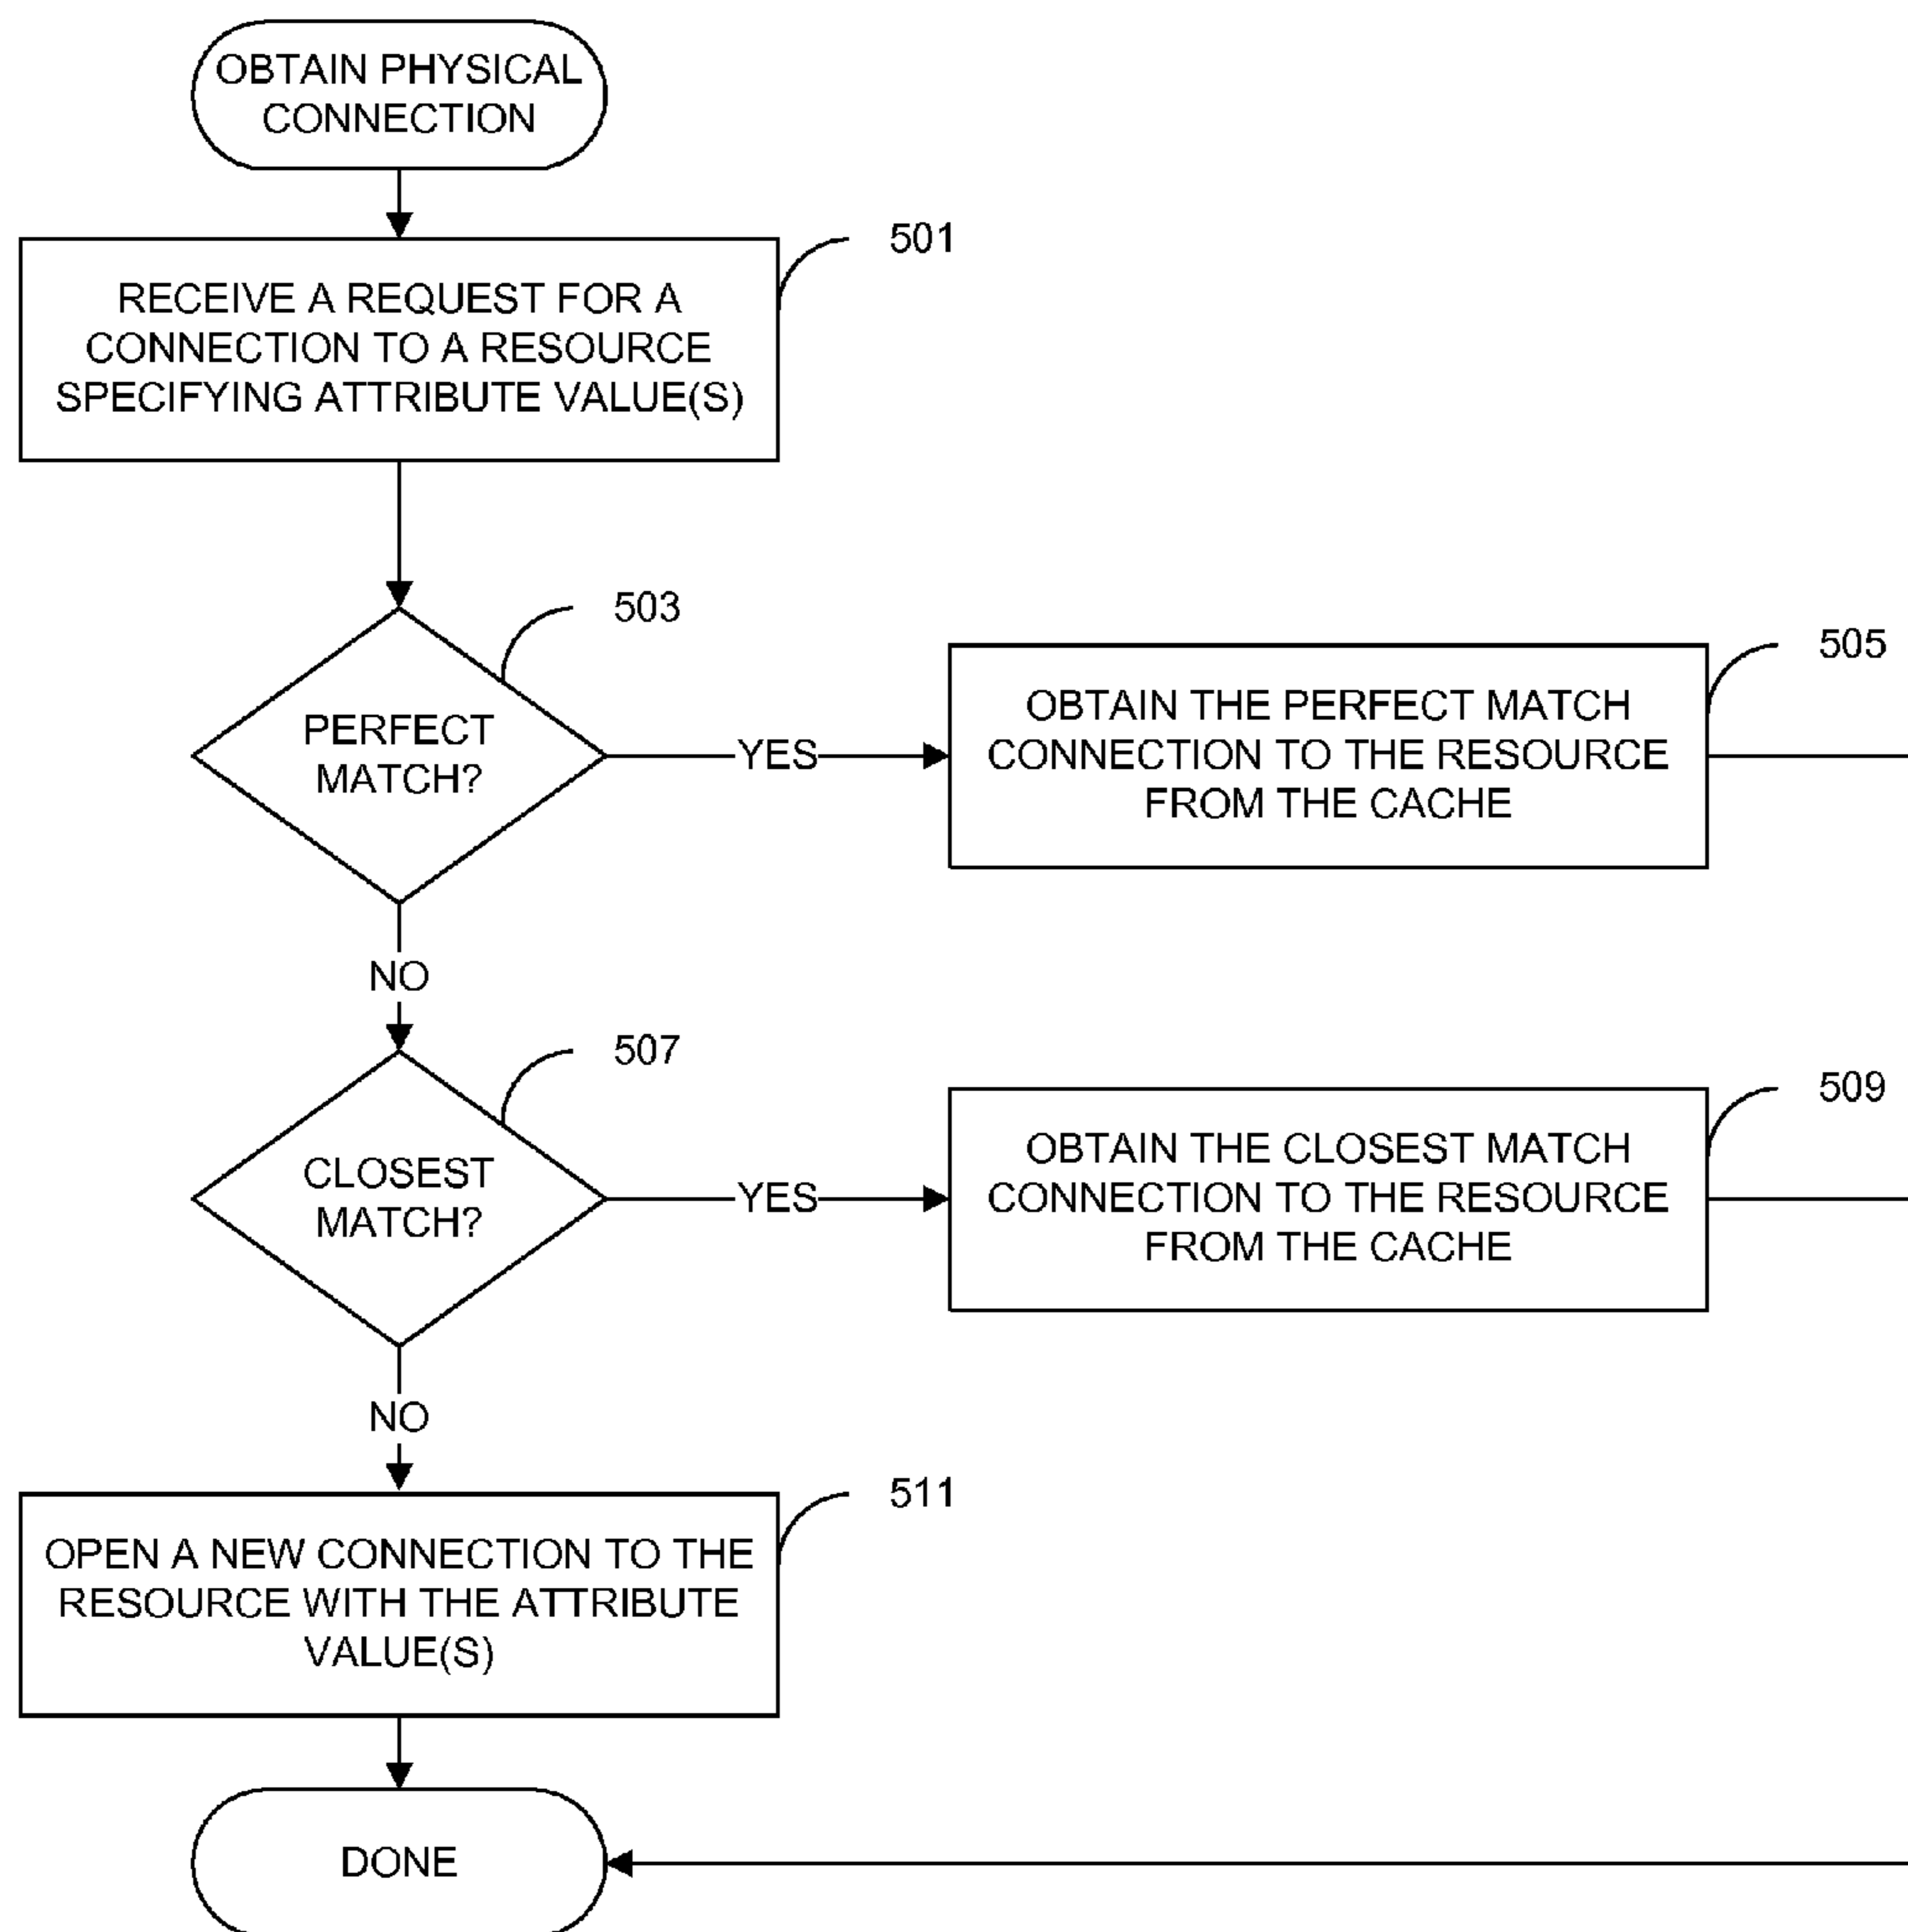 OBTAIN PHYSICAL
CONNECTION
501
RECEIVE A REQUEST FOR A
CONNECTION TO A RESOURCE
SPECIFYING ATTRIBUTE VALUE(S)
503
PERFECT
MATCH?
YES
505
OBTAIN THE PERFECT MATCH
CONNECTION TO THE RESOURCE
FROM THE CACHE
NO
507
CLOSEST
MATCH?
YES
509
OBTAIN THE CLOSEST MATCH
CONNECTION TO THE RESOURCE
FROM THE CACHE
NO
511
OPEN A NEW CONNECTION TO THE
RESOURCE WITH THE ATTRIBUTE
VALUE(S)
DONE